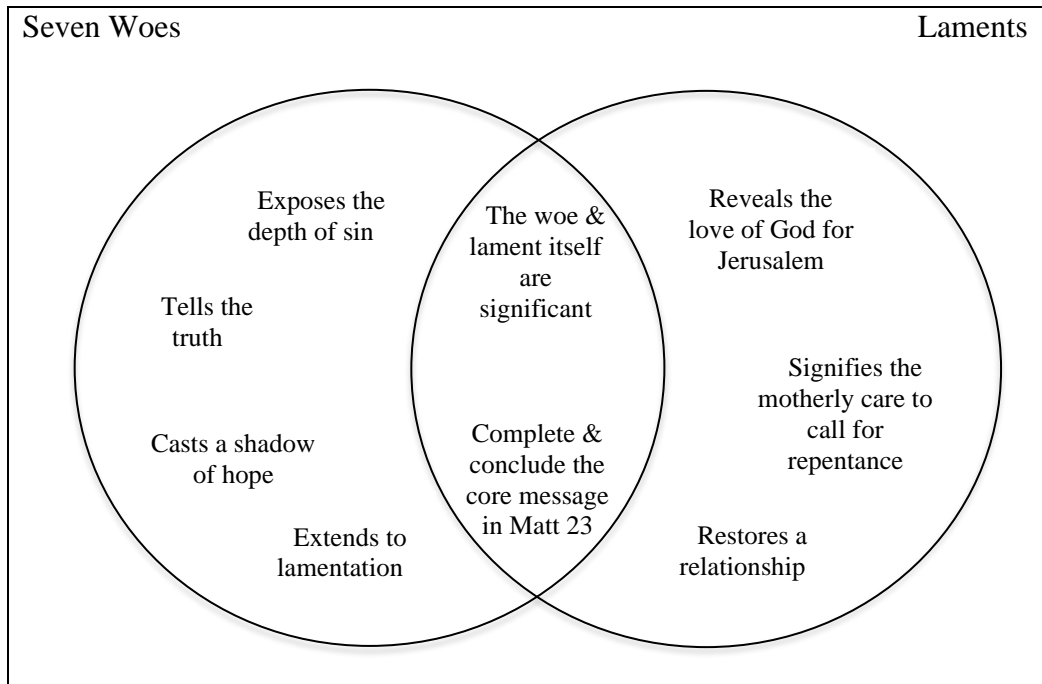 Seven Woes
Laments
Exposes the
depth of sin
Tells the
truth
Casts a shadow
of hope
Extends to
lamentation
The woe &
lament itself
are
significant
Complete &
conclude the
core message
in Matt 23
Reveals the
love of God for
Jerusalem
Signifies the
motherly care to
call for
repentance
Restores a
relationship